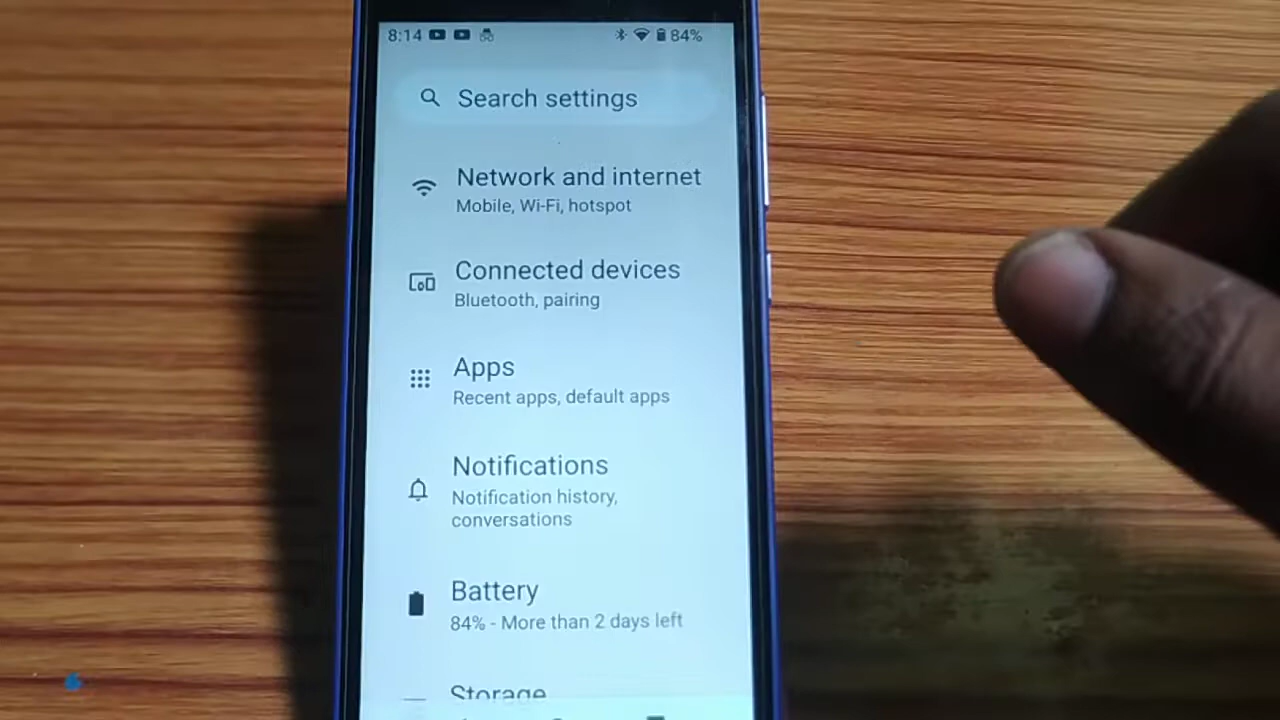 8:14
84%
Search settings
Network and internet
Mobile, Wi-Fi, hotspot
Connected devices
Bluetooth, pairing
Apps
Recent apps, default apps
Notifications
Notification history,
conversations
Battery
84% - More than 2 days left
Storage